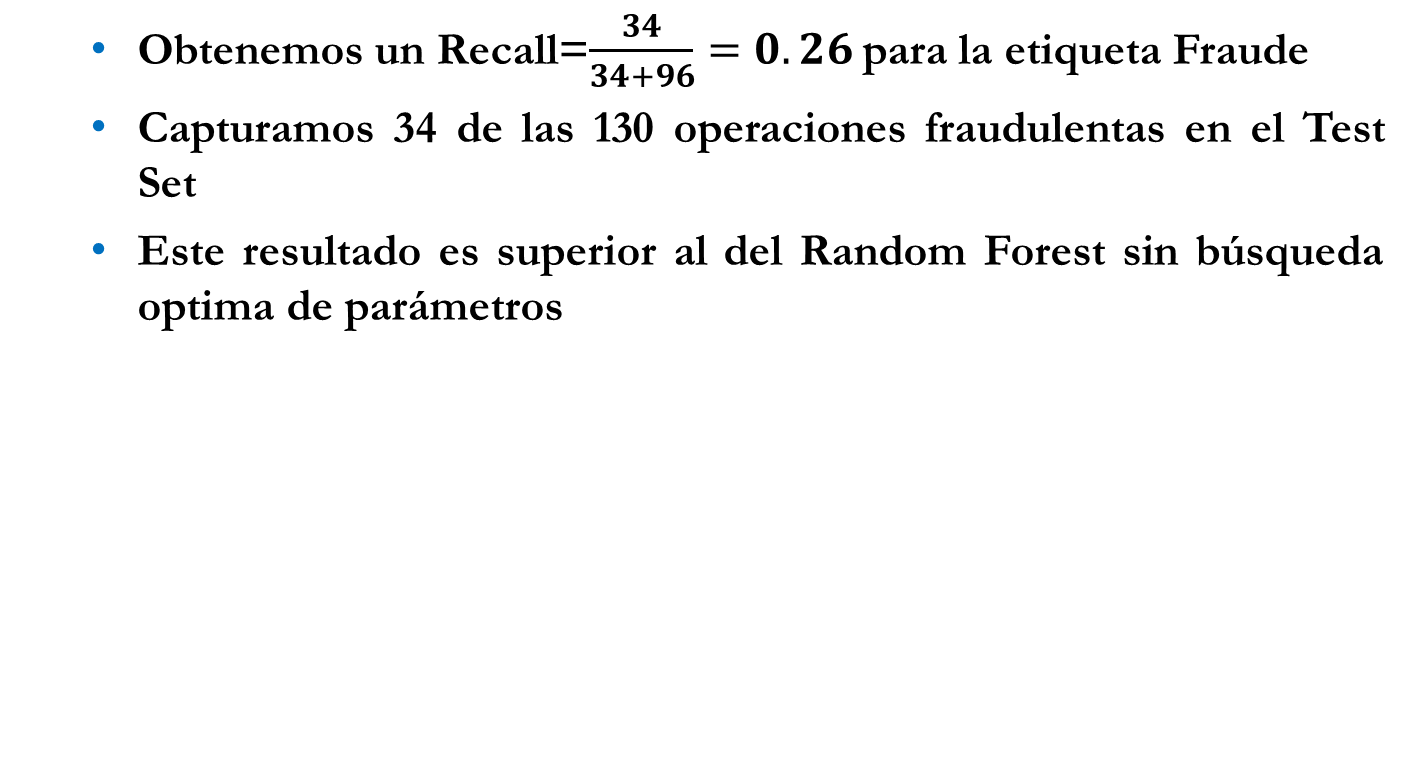 • Obtenemos un Recall=34/(34+96) = 0.26 para la etiqueta Fraude
• Capturamos 34 de las 130 operaciones fraudulentas en el Test
Set
• Este resultado es superior al del Random Forest sin búsqueda
optima de parámetros